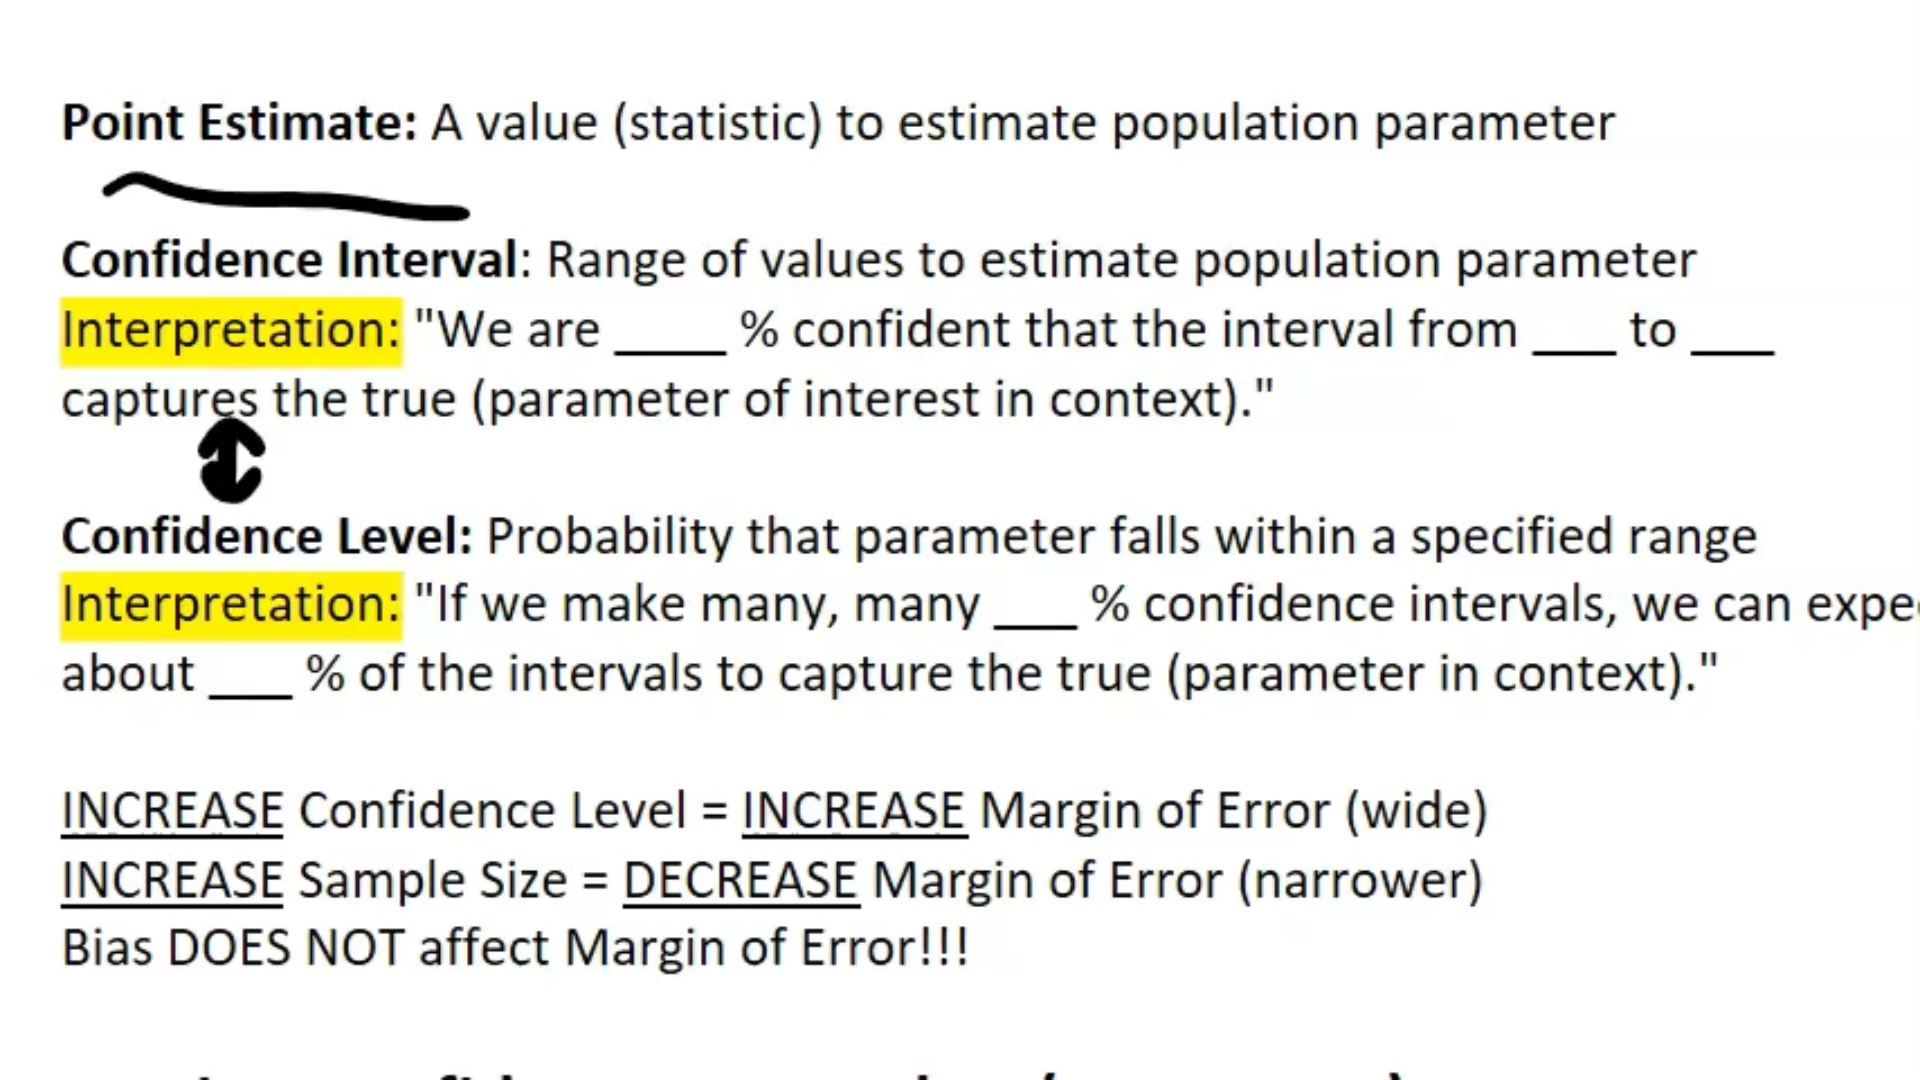 Point Estimate: A value (statistic) to estimate population parameter
Confidence Interval: Range of values to estimate population parameter
Interpretation: "We are ____ % confident that the interval from ___ to ___
captures the true (parameter of interest in context)."
Confidence Level: Probability that parameter falls within a specified range
Interpretation: "If we make many, many ___ % confidence intervals, we can
about ___ % of the intervals to capture the true (parameter in context)."
INCREASE Confidence Level = INCREASE Margin of Error (wide)
INCREASE Sample Size = DECREASE Margin of Error (narrower)
Bias DOES NOT affect Margin of Error!!!